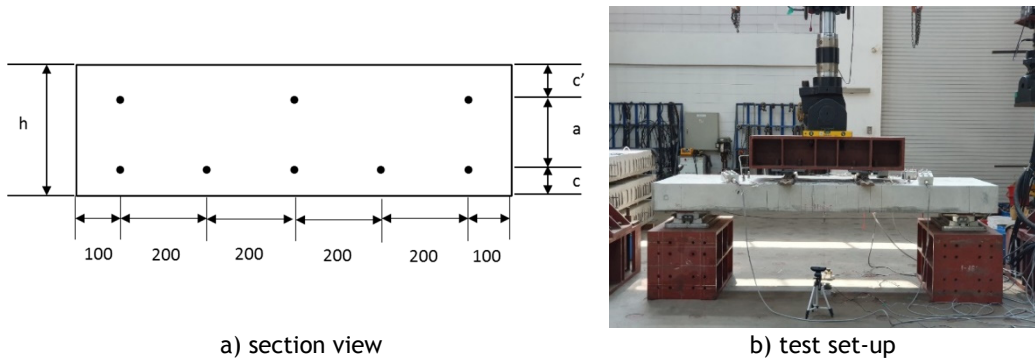 h
c’
a
c
100 200 200 200 200 100
a) section view
b) test set-up